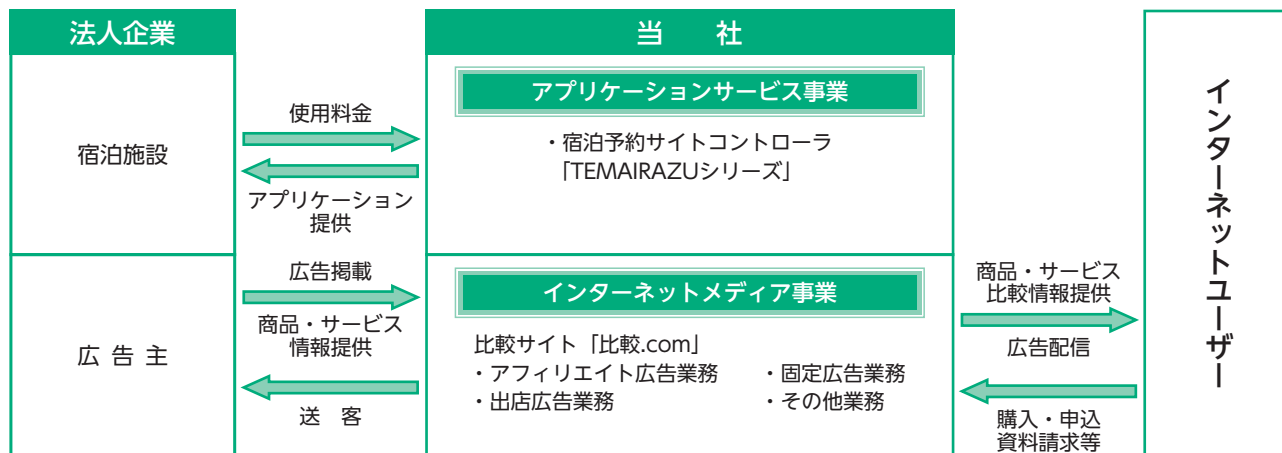 法人企業
当　社
宿泊施設
使用料金
アプリケーション
提供
アプリケーションサービス事業
・宿泊予約サイトコントローラ
「TEMAIRAZUシリーズ」
広告主
広告掲載
商品・サービス
情報提供
送　客
インターネットメディア事業
比較サイト「比較.com」
・アフィリエイト広告業務　・固定広告業務
・出店広告業務　・その他業務
商品・サービス
比較情報提供
広告配信
購入・申込
資料請求等
インターネットユーザー